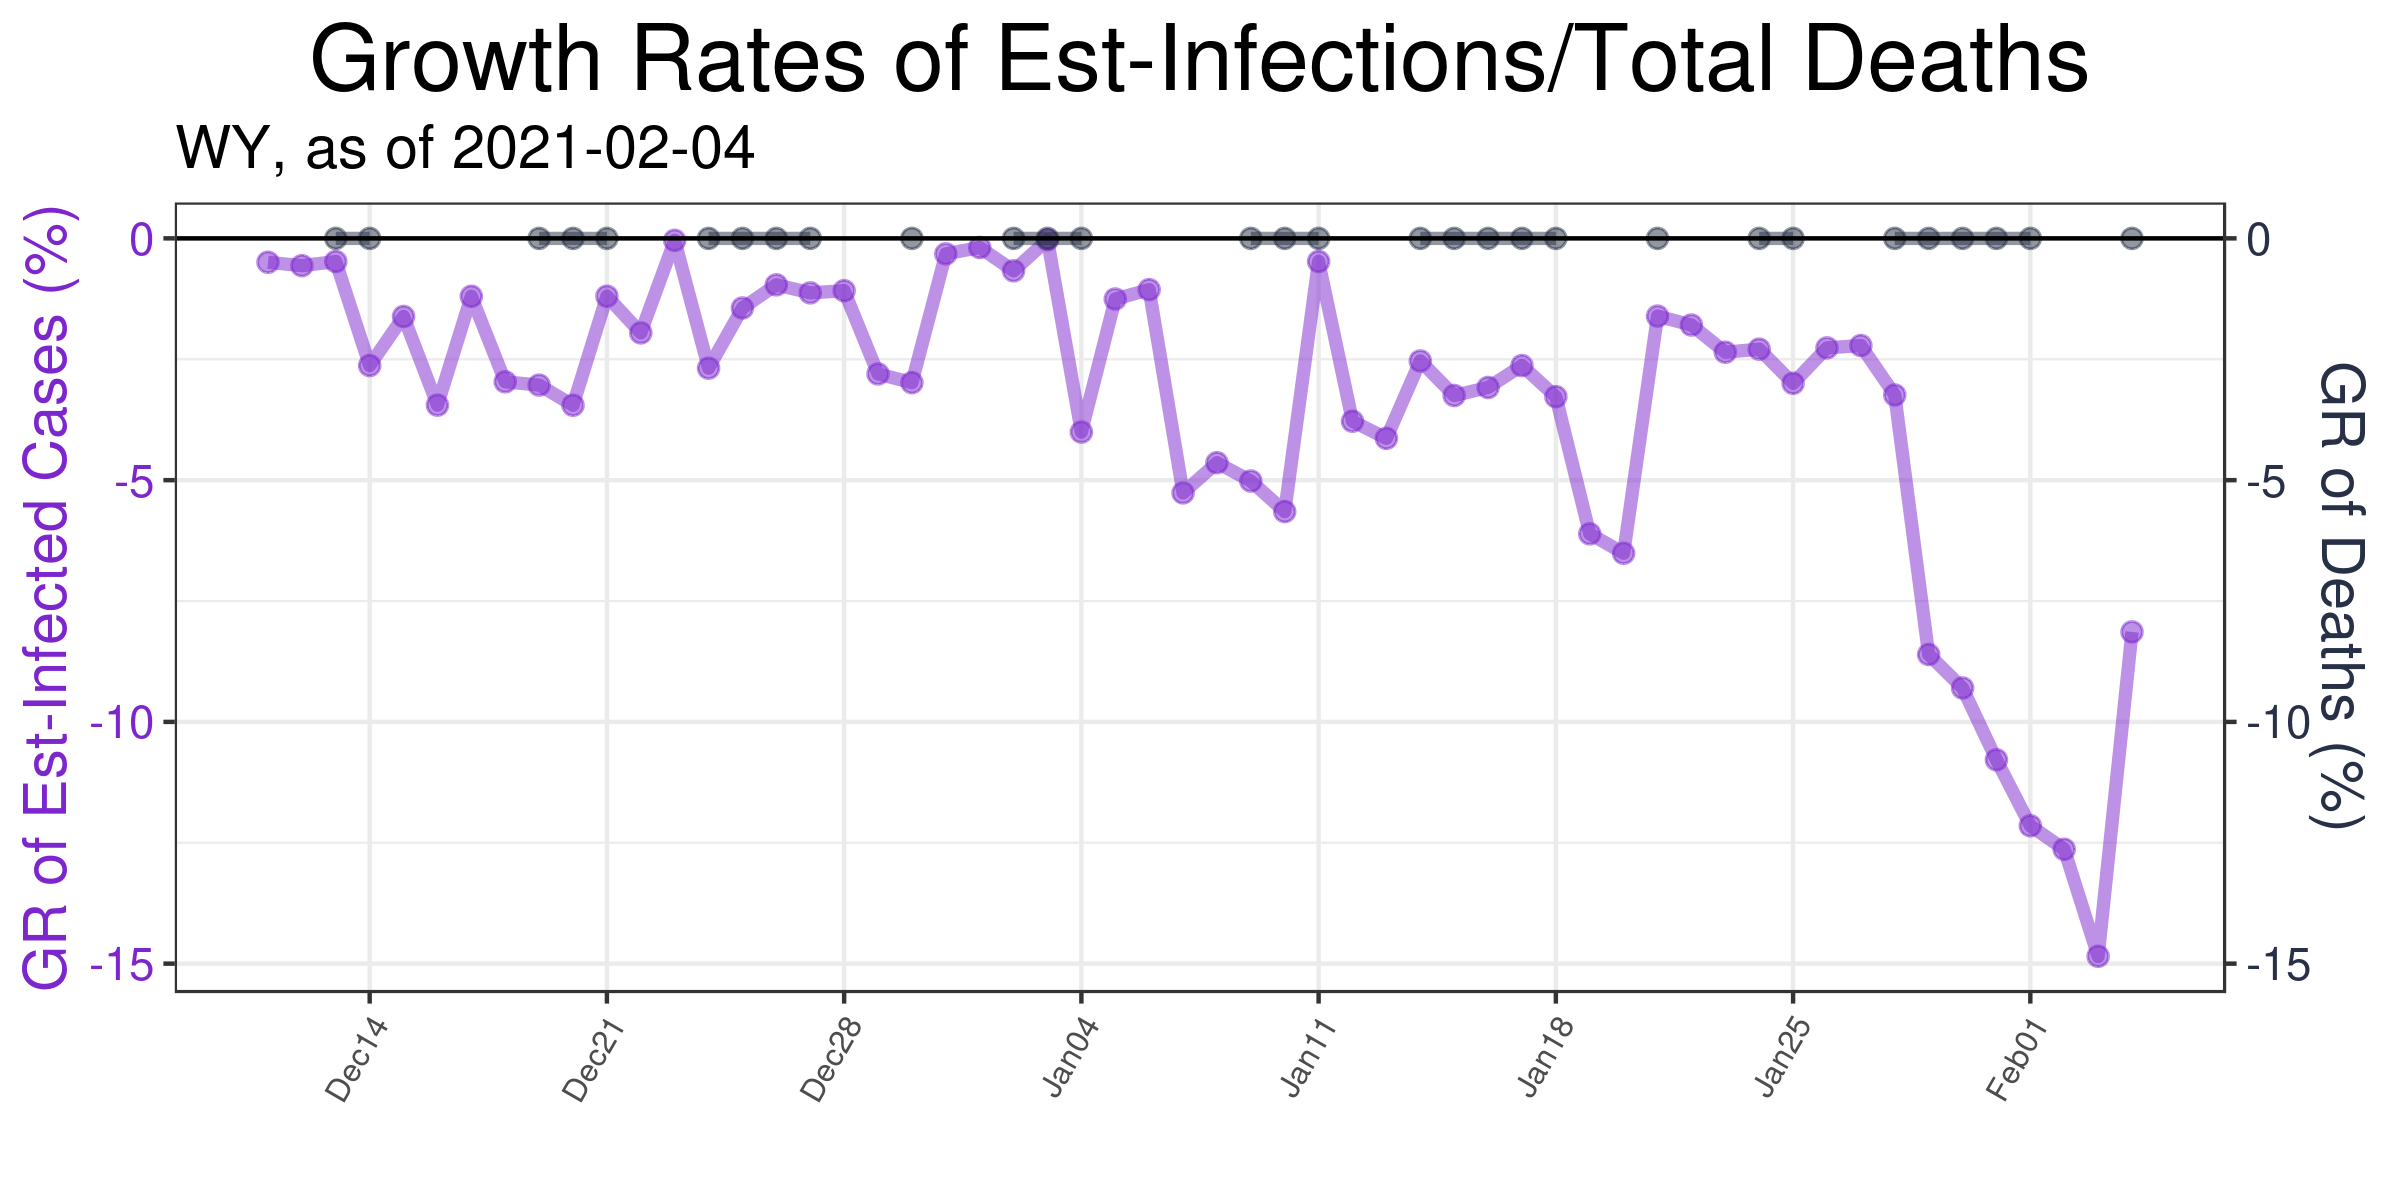 Growth Rates of Est-Infections/Total Deaths
WY, as of 2021-02-04
GR of Est-Infected Cases (%)
0
-5
-10
-15
0
-5
-10
-15
GR of Deaths (%)
Dec14
Dec21
Dec28
Jan04
Jan11
Jan18
Jan25
Feb01